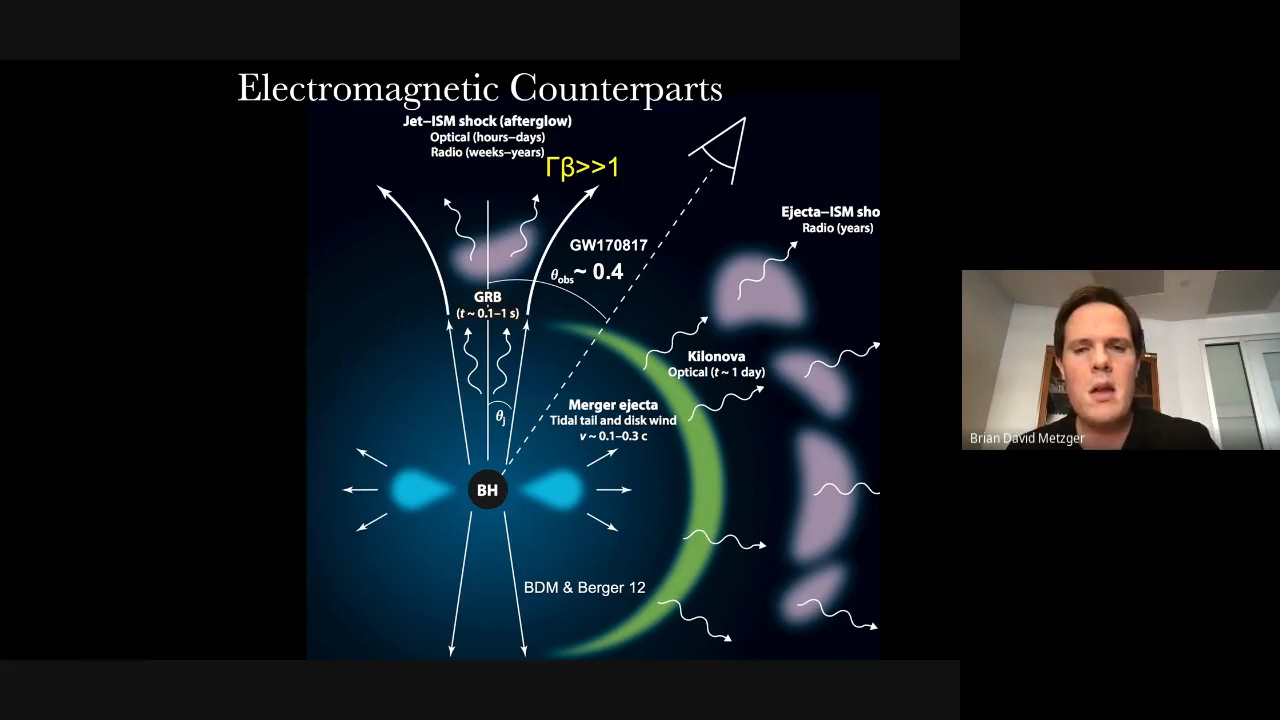 Electromagnetic Counterparts
Jet–ISM shock (afterglow)
Optical (hours–days)
Radio (weeks–years)
Γβ>>1
Ejecta–ISM sho
Radio (years)
GW170817
θobs~ 0.4
GRB
(t ~ 0.1–1 s)
Kilonova
Optical (t ~ 1 day)
Merger ejecta
Tidal tail and disk wind
v ~ 0.1–0.3 c
θj
BH
BDM & Berger 12
Brian David Metzger